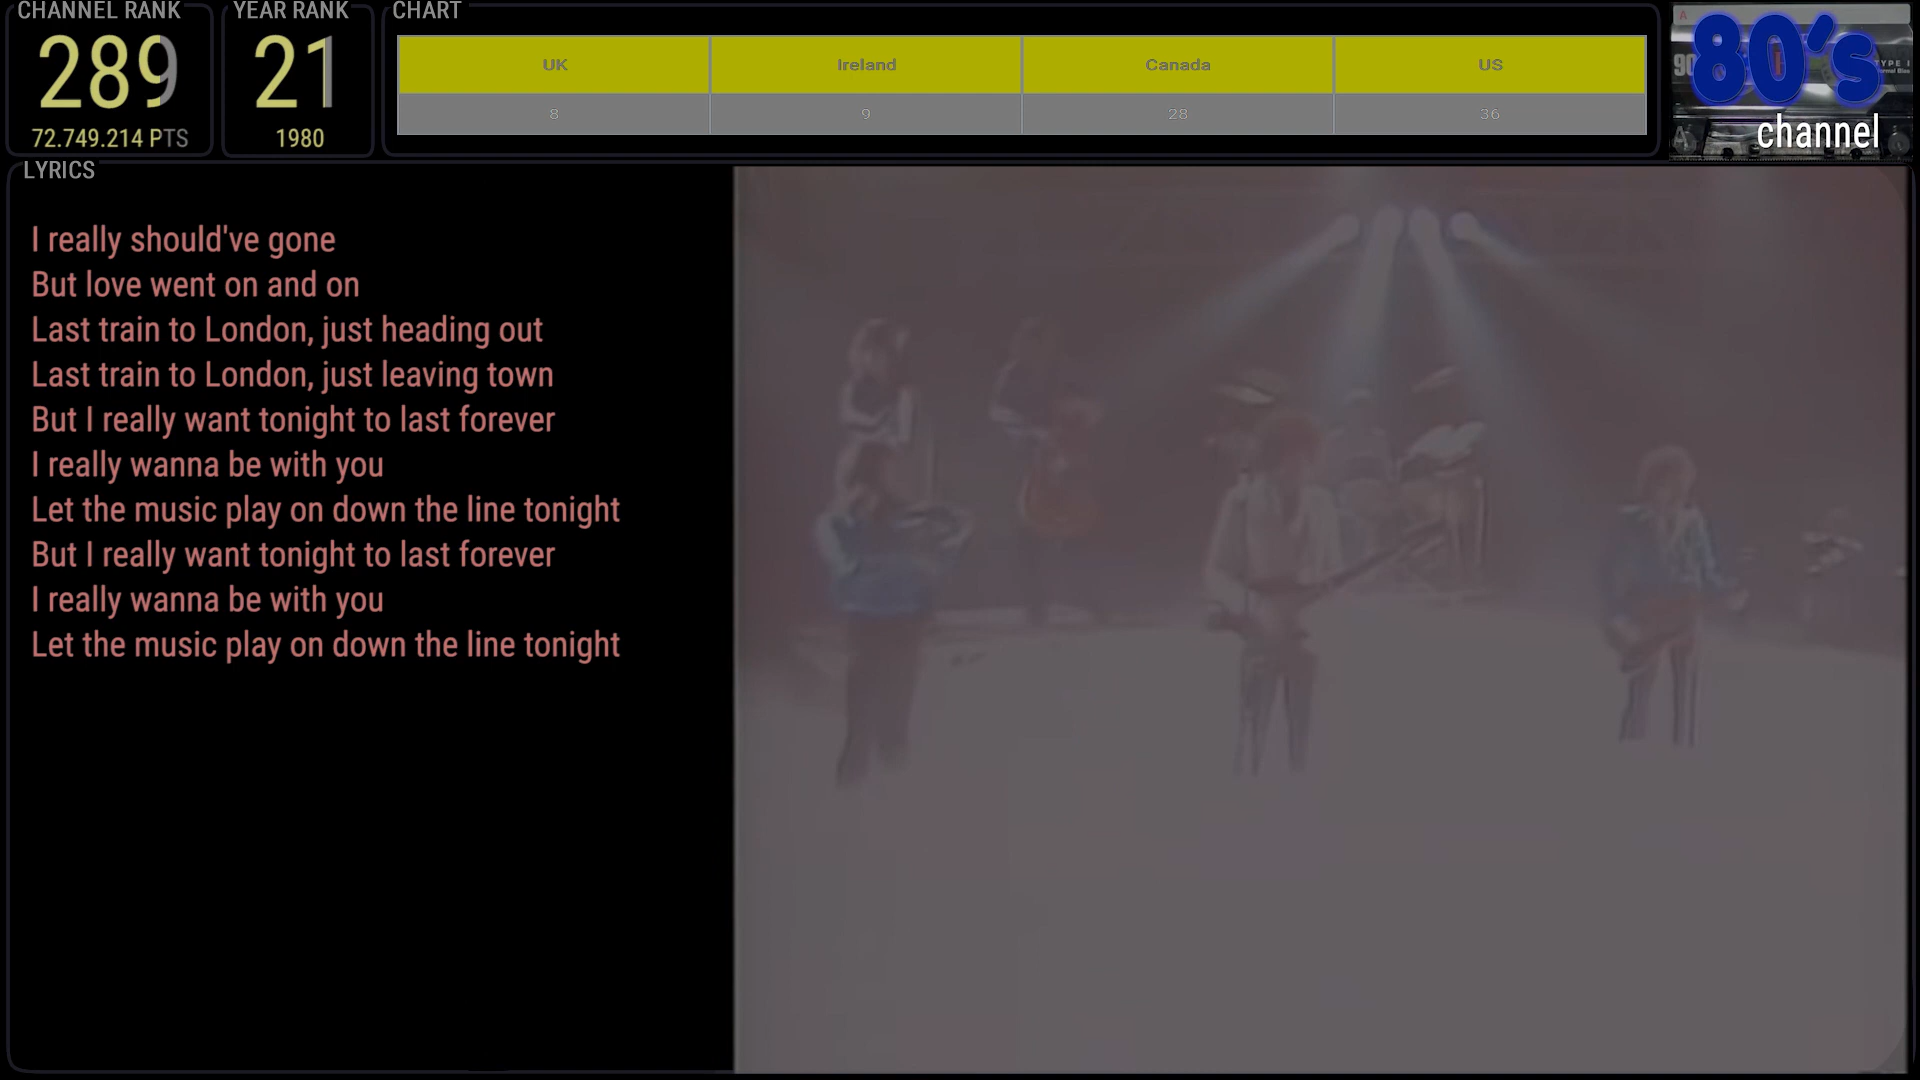 CHANNEL RANK
289
72.749.214 PTS
YEAR RANK
21
1980
CHART
UK Ireland Canada US
8 9 28 36
A
90
TYPE I
80's
channel
LYRICS
I really should've gone
But love went on and on
Last train to London, just heading out
Last train to London, just leaving town
But I really want tonight to last forever
I really wanna be with you
Let the music play on down the line tonight
But I really want tonight to last forever
I really wanna be with you
Let the music play on down the line tonight